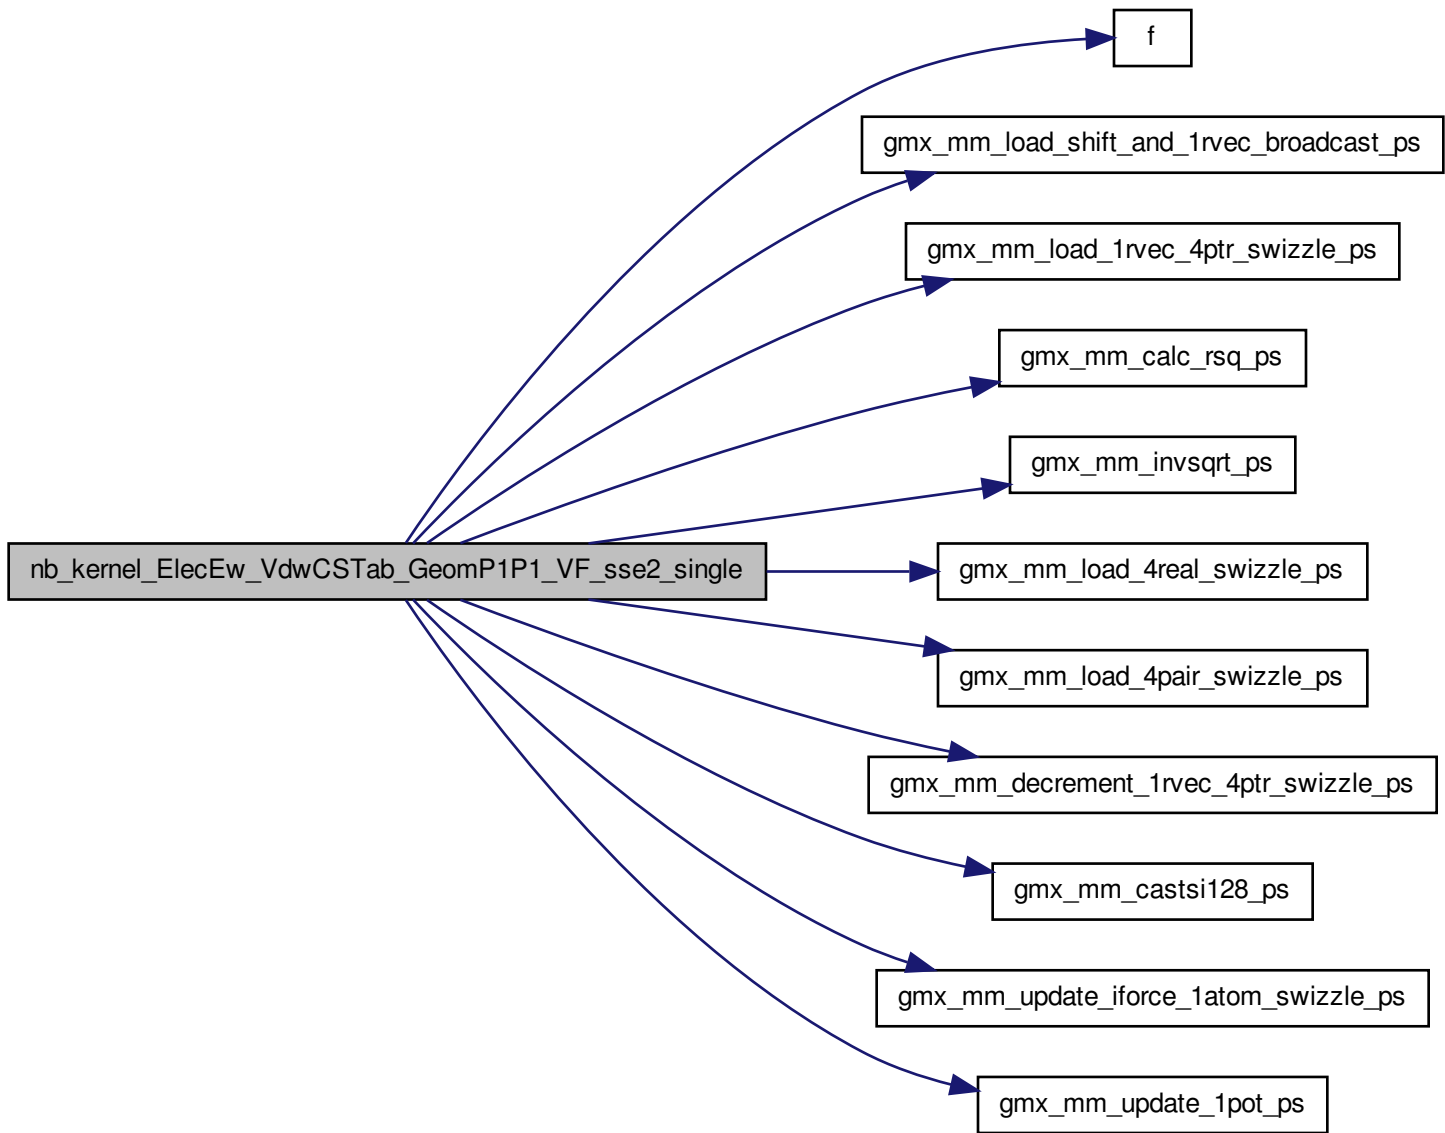 f
gmx_mm_load_shift_and_1rvec_broadcast_ps
gmx_mm_load_1rvec_4ptr_swizzle_ps
gmx_mm_calc_rsq_ps
gmx_mm_invsqrt_ps
nb_kernel_ElecEw_VdwCSTab_GeomP1P1_VF_sse2_single
gmx_mm_load_4real_swizzle_ps
gmx_mm_load_4pair_swizzle_ps
gmx_mm_decrement_1rvec_4ptr_swizzle_ps
gmx_mm_castsi128_ps
gmx_mm_update_iforce_1atom_swizzle_ps
gmx_mm_update_1pot_ps